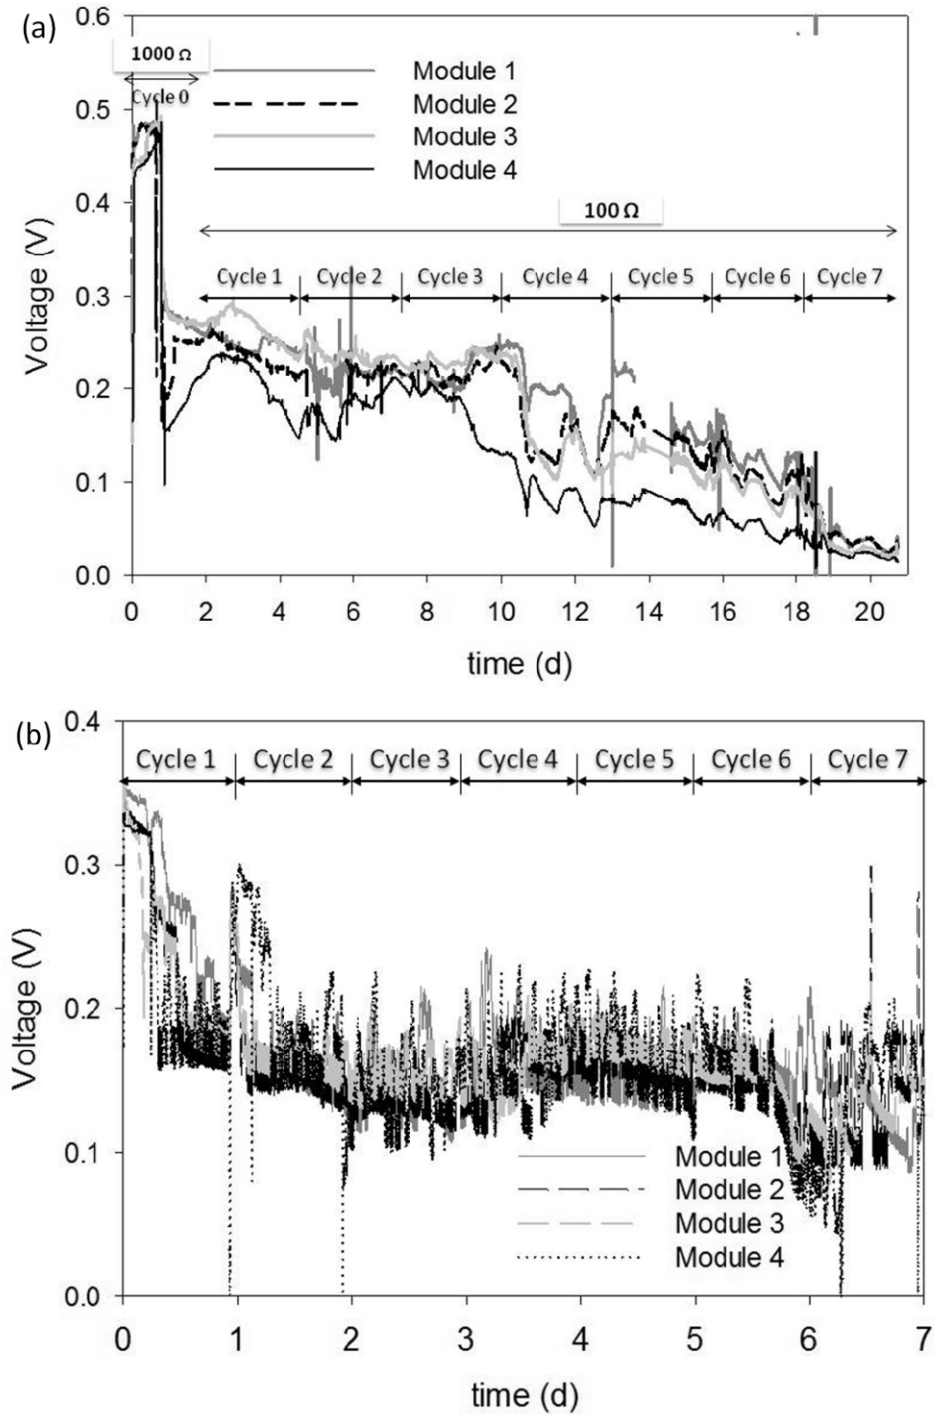 (a)
0.6
1000 Ω
Cycle 0
Module 1
Module 2
Module 3
Module 4
0.5
0.4
100 Ω
Cycle 1 Cycle 2 Cycle 3 Cycle 4 Cycle 5 Cycle 6 Cycle 7
0.3
0.2
0.1
0.0
Voltage (V)
0 2 4 6 8 10 12 14 16 18 20
time (d)
(b)
0.4
Cycle 1 Cycle 2 Cycle 3 Cycle 4 Cycle 5 Cycle 6 Cycle 7
0.3
0.2
0.1
0.0
Voltage (V)
Module 1
Module 2
Module 3
Module 4
0 1 2 3 4 5 6 7
time (d)